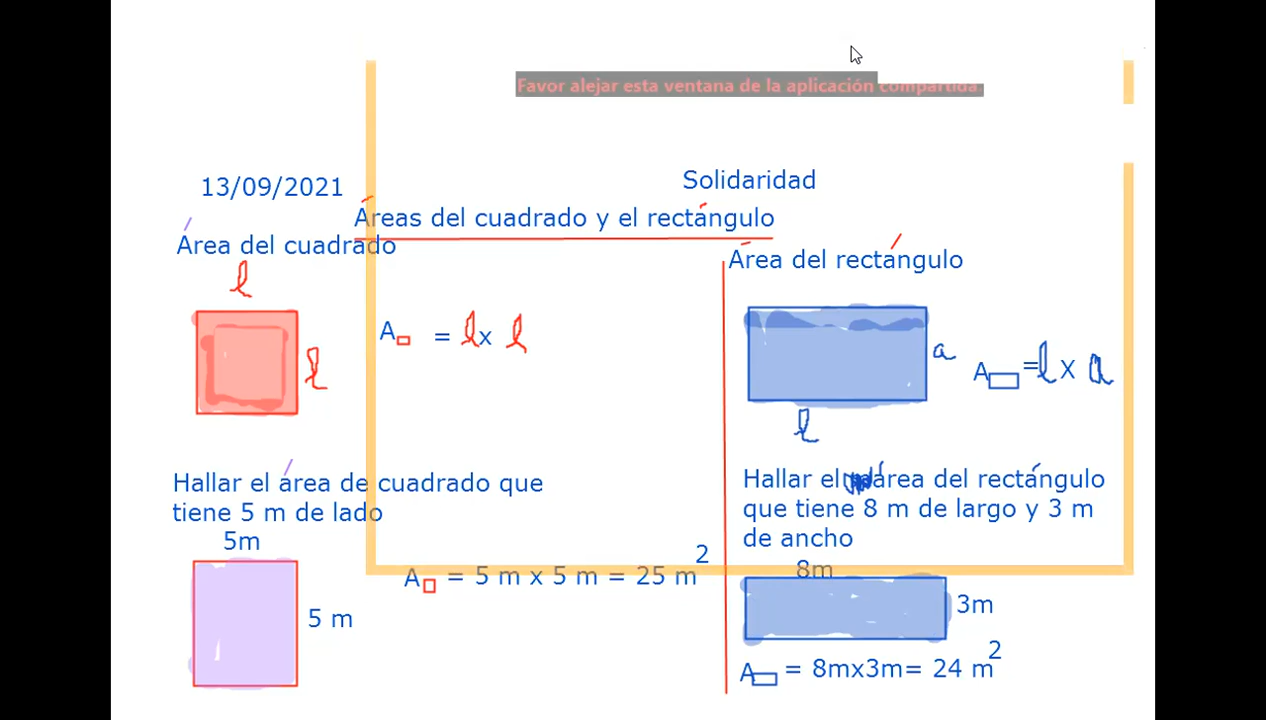 Favor alejar esta ventana de la aplicación compartida.
13/09/2021
Solidaridad
Áreas del cuadrado y el rectángulo
Área del cuadrado
Área del rectángulo
l
l
A = l x l
a
l
A = l x a
Hallar el área de cuadrado que
tiene 5 m de lado
5m
5 m
A = 5 m x 5 m = 25 m²
Hallar el área del rectángulo
que tiene 8 m de largo y 3 m
de ancho
8m
3m
A = 8mx3m= 24 m²